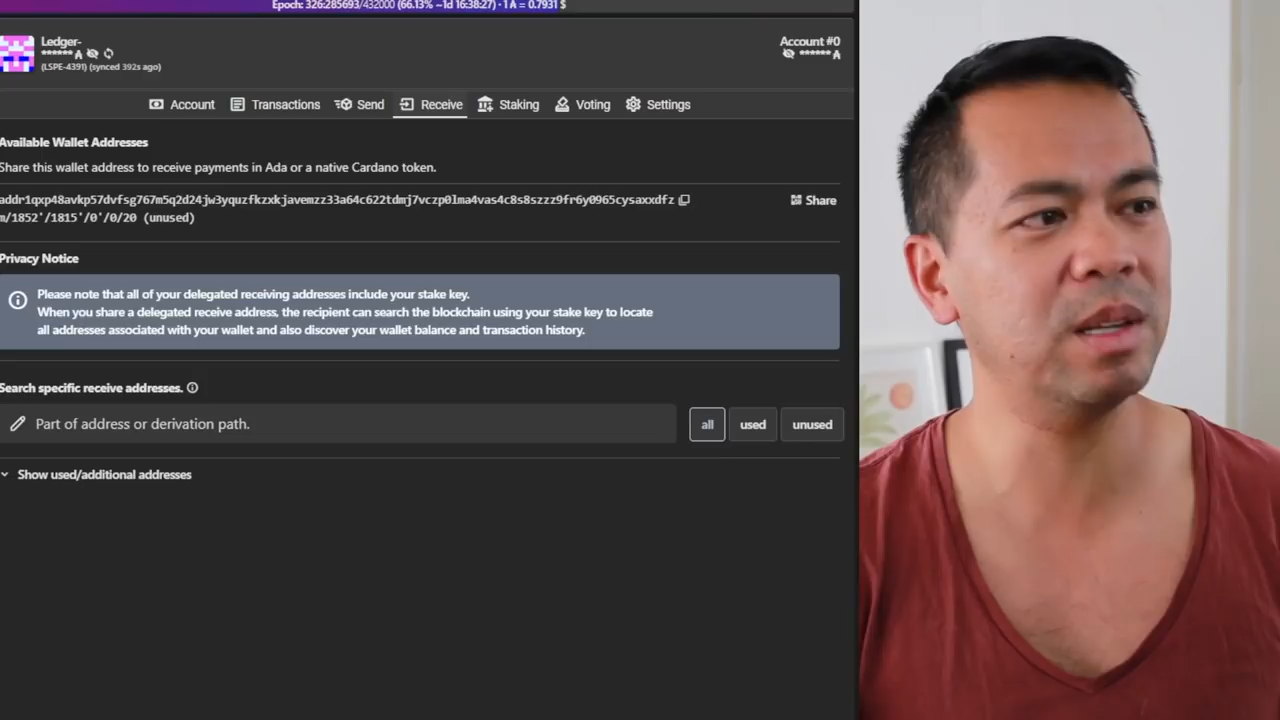 Epoch: 326:285693/432000 (66.13% ~1d 16:38:27) · 1 ₳ = 0.7931 $
Ledger-
****** ₳
(LSPE-4391) (synced 392s ago)
Account #0
****** ₳
Account Transactions Send Receive Staking Voting Settings
Available Wallet Addresses
Share this wallet address to receive payments in Ada or a native Cardano token.
addr1qxp48avkp57dvfsg767m5q2d24jw3yquzfkzxkjavemzz33a64c622tdmj7vczp0lma4vas4c8s8szzz9fr6y0965cysaxxdfz
Share
m/1852'/1815'/0'/0/20 (unused)
Privacy Notice
Please note that all of your delegated receiving addresses include your stake key.
When you share a delegated receive address, the recipient can search the blockchain using your stake key to locate
all addresses associated with your wallet and also discover your wallet balance and transaction history.
Search specific receive addresses.
Part of address or derivation path.
all used unused
Show used/additional addresses